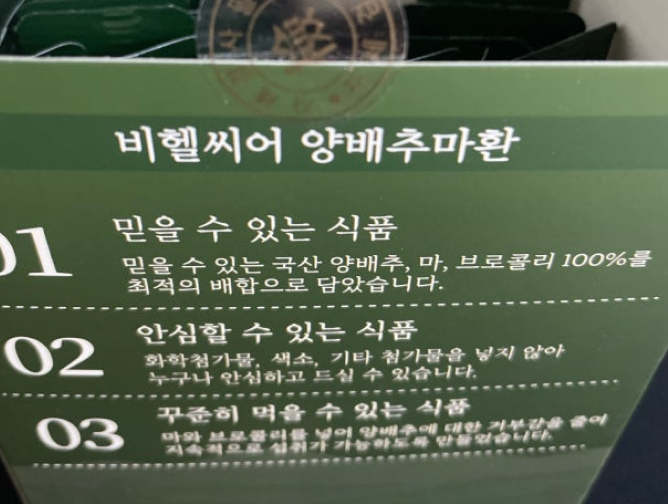 비헬씨어 양배추마환
01
믿을 수 있는 식품
믿을 수 있는 국산 양배추, 마, 브로콜리 100%를
최적의 배합으로 담았습니다.
02
안심할 수 있는 식품
화학첨가물, 색소, 기타 첨가물을 넣지 않아
누구나 안심하고 드실 수 있습니다.
03
꾸준히 먹을 수 있는 식품
마와 브로콜리를 넣어 양배추에 대한 거부감을 줄여
지속적으로 섭취가 가능하도록 만들었습니다.